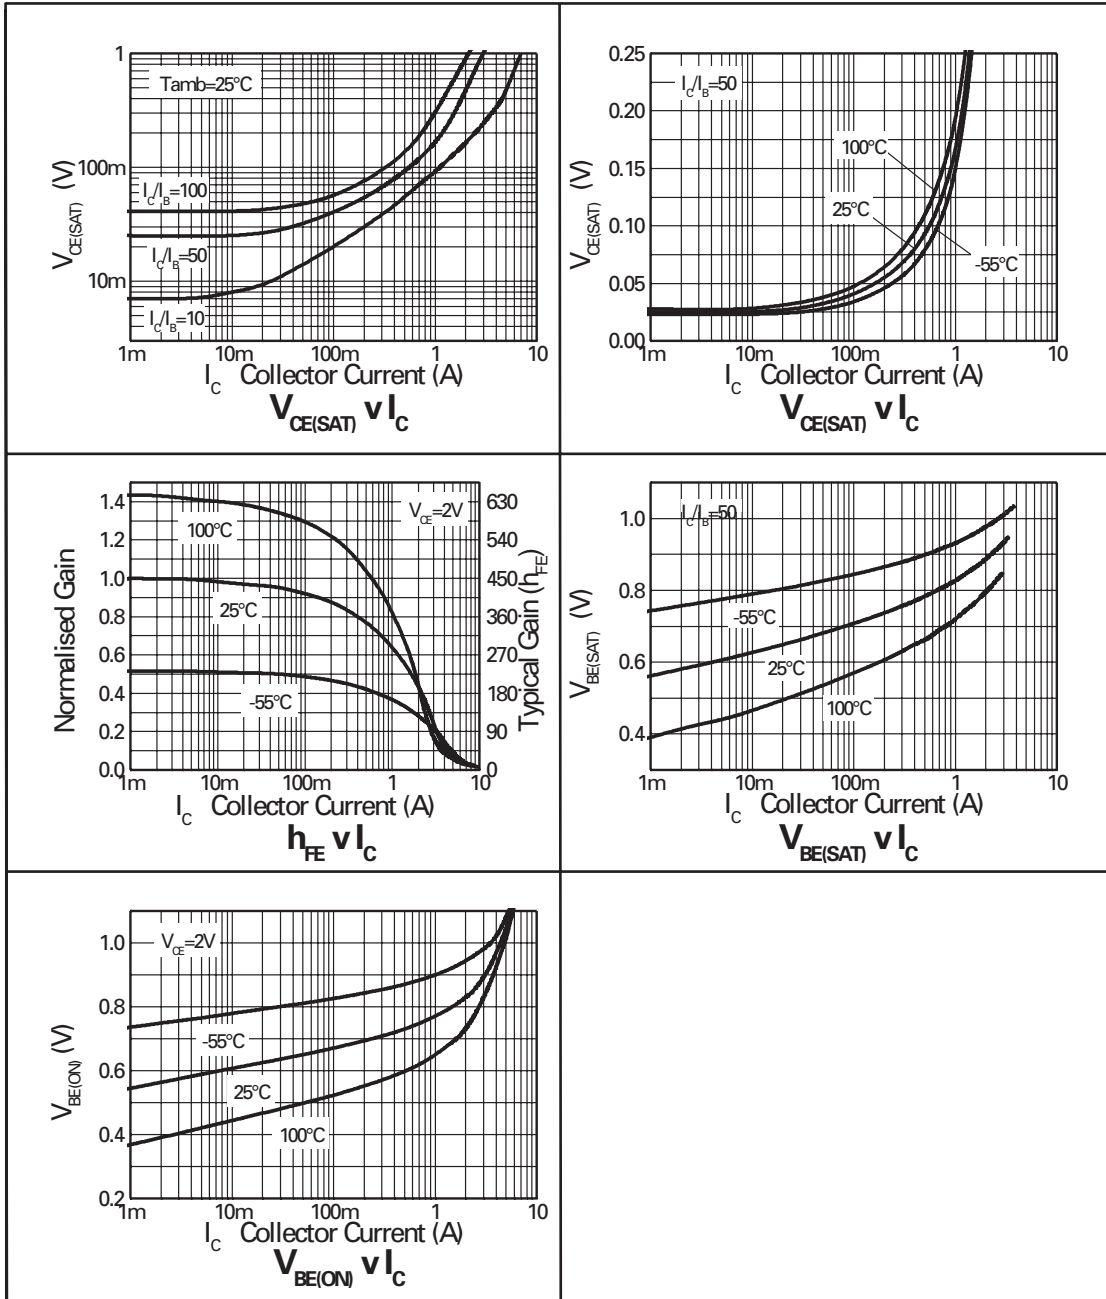 1
100m
10m
V_CE(SAT) (V)
Tamb=25°C
I_C/I_B=100
I_C/I_B=50
I_C/I_B=10
1m 10m 100m 1 10
I_C Collector Current (A)
V_CE(SAT) v I_C
0.25
0.20
0.15
0.10
0.05
0.00
V_CE(SAT) (V)
I_C/I_B=50
100°C
25°C
-55°C
1m 10m 100m 1 10
I_C Collector Current (A)
V_CE(SAT) v I_C
1.4
1.2
1.0
0.8
0.6
0.4
0.2
0.0
Normalised Gain
V_CE=2V
100°C
25°C
-55°C
630
540
450
360
270
180
90
0
Typical Gain (h_FE)
1m 10m 100m 1 10
I_C Collector Current (A)
h_FE v I_C
1.0
0.8
0.6
0.4
V_BE(SAT) (V)
I_C/I_B=50
-55°C
25°C
100°C
1m 10m 100m 1 10
I_C Collector Current (A)
V_BE(SAT) v I_C
1.0
0.8
0.6
0.4
0.2
V_BE(ON) (V)
V_CE=2V
-55°C
25°C
100°C
1m 10m 100m 1 10
I_C Collector Current (A)
V_BE(ON) v I_C